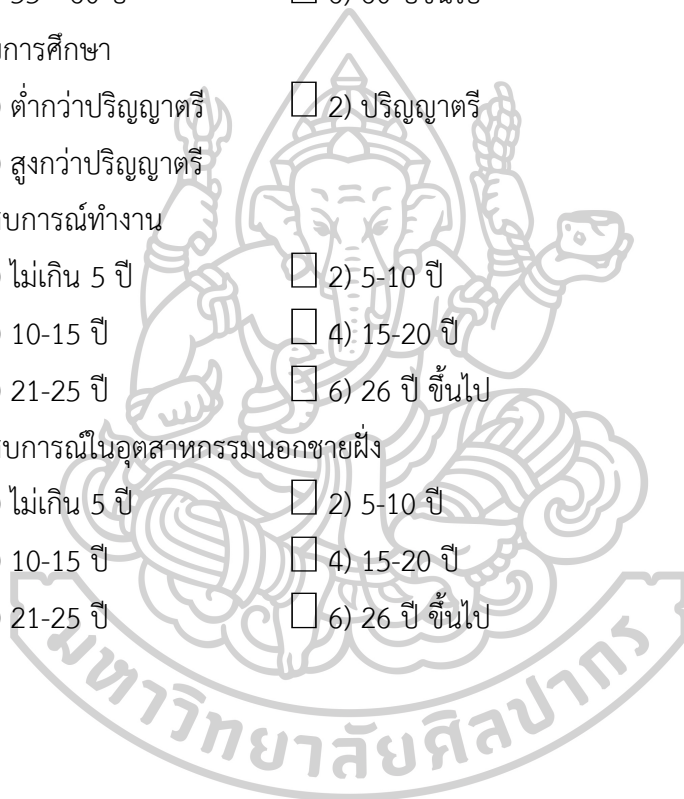 การศึกษา
ต่ำกว่าปริญญาตรี ☐ 2) ปริญญาตรี
สูงกว่าปริญญาตรี
บการณ์ทำงาน
ไม่เกิน 5 ปี ☐ 2) 5-10 ปี
10-15 ปี ☐ 4) 15-20 ปี
21-25 ปี ☐ 6) 26 ปี ขึ้นไป
บการณ์ในอุตสาหกรรมนอกชายฝั่ง
ไม่เกิน 5 ปี ☐ 2) 5-10 ปี
10-15 ปี ☐ 4) 15-20 ปี
21-25 ปี ☐ 6) 26 ปี ขึ้นไป
มหาวิทยาลัยศิลปากร